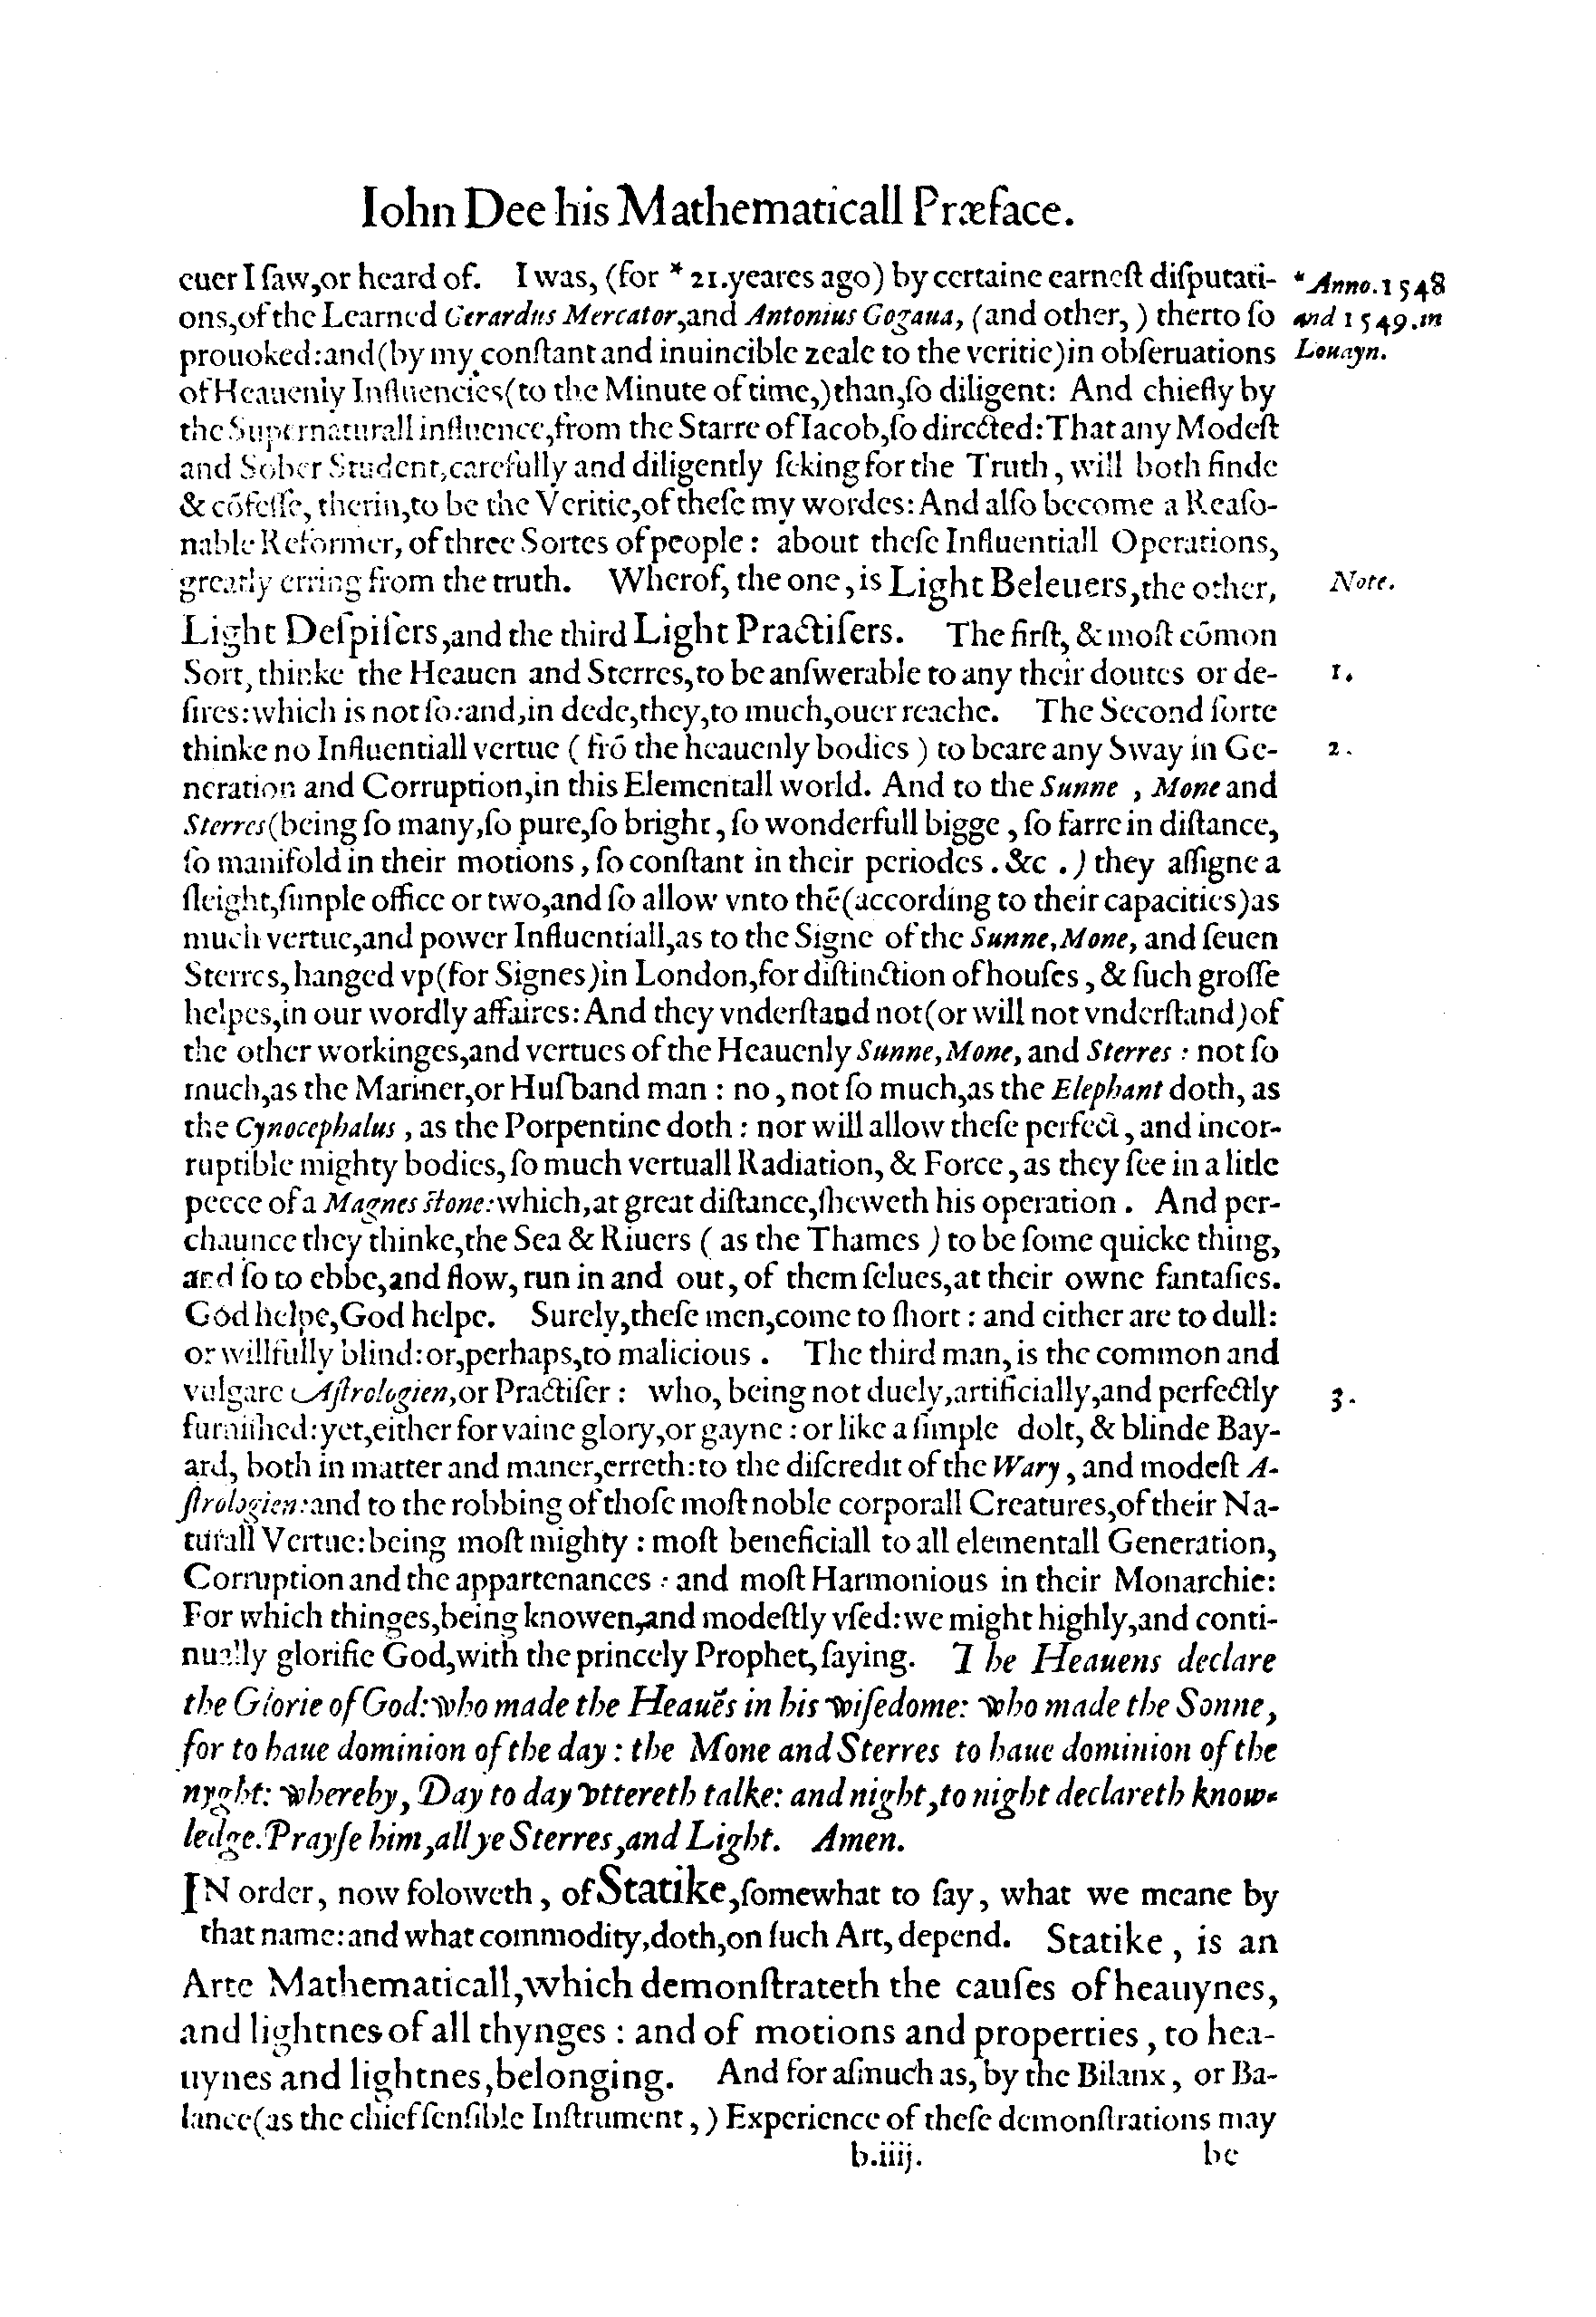 Iohn Dee his Mathematicall Præface.
euer I ſaw,or heard of. I was, (for * 21.yeares ago) by certaine earneſt diſputati-
* Anno.1548
ons,of the Learned Gerardus Mercator,and Antonius Gogaua, (and other,) therto ſo
and 1549.in
prouoked:and(by my conſtant and inuincible zeale to the veritie)in obſeruations
Louayn.
of Heauenly Influencies(to the Minute of time,)than,ſo diligent: And chiefly by
the Supernaturall influence,from the Starre of Iacob,ſo directed:That any Modeſt
and Sober Student,carefully and diligently ſeking for the Truth, will both finde
& cõfeſſe, therin,to be the Veritie,of theſe my wordes: And alſo become a Reaſo-
nable Reformer, of three Sortes of people: about theſe Influentiall Operations,
greatly erring from the truth. Wherof, the one, is Light Beleuers,the other,
Note.
Light Deſpiſers,and the third Light Practiſers. The firſt, & moſt cõmon
Sort, thinke the Heauen and Sterres,to be anſwerable to any their doutes or de-
1.
ſires: which is not ſo: and,in dede,they,to much,ouer reache. The Second ſorte
thinke no Influentiall vertue ( frõ the heauenly bodies ) to beare any Sway in Ge-
2.
neration and Corruption,in this Elementall world. And to the Sunne , Mone and
Sterres(being ſo many,ſo pure,ſo bright, ſo wonderfull bigge , ſo farre in diſtance,
ſo manifold in their motions , ſo conſtant in their periodes . &c .) they aſſigne a
ſleight,ſimple office or two,and ſo allow vnto thẽ(according to their capacities)as
much vertue,and power Influentiall,as to the Signe of the Sunne,Mone, and ſeuen
Sterres, hanged vp(for Signes)in London,for diſtinction of houſes , & ſuch groſſe
helpes,in our wordly affaires: And they vnderſtand not(or will not vnderſtand)of
the other workinges,and vertues of the Heauenly Sunne,Mone, and Sterres : not ſo
much,as the Mariner,or Huſband man : no , not ſo much,as the Elephant doth, as
the Cynocephalus , as the Porpentine doth : nor will allow theſe perfect , and incor-
ruptible mighty bodies, ſo much vertuall Radiation, & Force , as they ſee in a litle
peece of a Magnes stone: which,at great diſtance,ſheweth his operation . And per-
chaunce they thinke,the Sea & Riuers ( as the Thames ) to be ſome quicke thing,
and ſo to ebbe,and flow, run in and out, of them ſelues,at their owne fantaſies.
God helpe,God helpe. Surely,theſe men,come to ſhort : and either are to dull:
or willfully blind: or,perhaps,to malicious . The third man, is the common and
vulgare Aſtrologien,or Practiſer : who, being not duely,artificially,and perfectly
3.
furniſhed: yet,either for vaine glory,or gayne : or like a ſimple dolt, & blinde Bay-
ard, both in matter and maner,erreth: to the diſcredit of the Wary , and modeſt A-
ſtrologien: and to the robbing of thoſe moſt noble corporall Creatures,of their Na-
turall Vertue: being moſt mighty : moſt beneficiall to all elementall Generation,
Corruption and the appartenances : and moſt Harmonious in their Monarchie:
For which thinges,being knowen,and modeſtly vſed: we might highly,and conti-
nually glorifie God,with the princely Prophet, ſaying. The Heauens declare
the Glorie of God: who made the Heauẽs in his wiſedome: who made the Sonne,
for to haue dominion of the day : the Mone and Sterres to haue dominion of the
nyght: whereby, Day to day vttereth talke: and night,to night declareth know-
ledge. Prayſe him,all ye Sterres,and Light. Amen.
IN order, now foloweth , of Statike,ſomewhat to ſay, what we meane by
that name: and what commodity,doth,on ſuch Art, depend. Statike , is an
Arte Mathematicall,which demonſtrateth the cauſes of heauynes,
and lightnes of all thynges : and of motions and properties , to hea-
uynes and lightnes,belonging. And for aſmuch as, by the Bilanx , or Ba-
lance(as the chief ſenſible Inſtrument ,) Experience of theſe demonſtrations may
b.iiij.
be